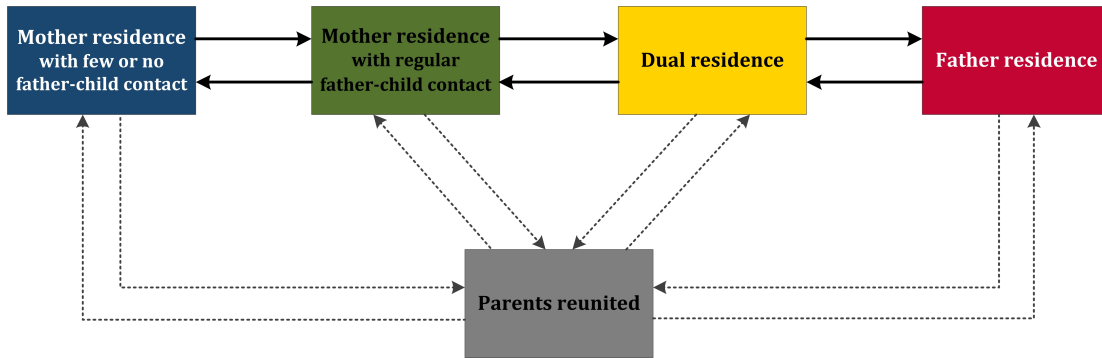 Mother residence
with few or no
father-child contact
Mother residence
with regular
father-child contact
Dual residence
Father residence
Parents reunited